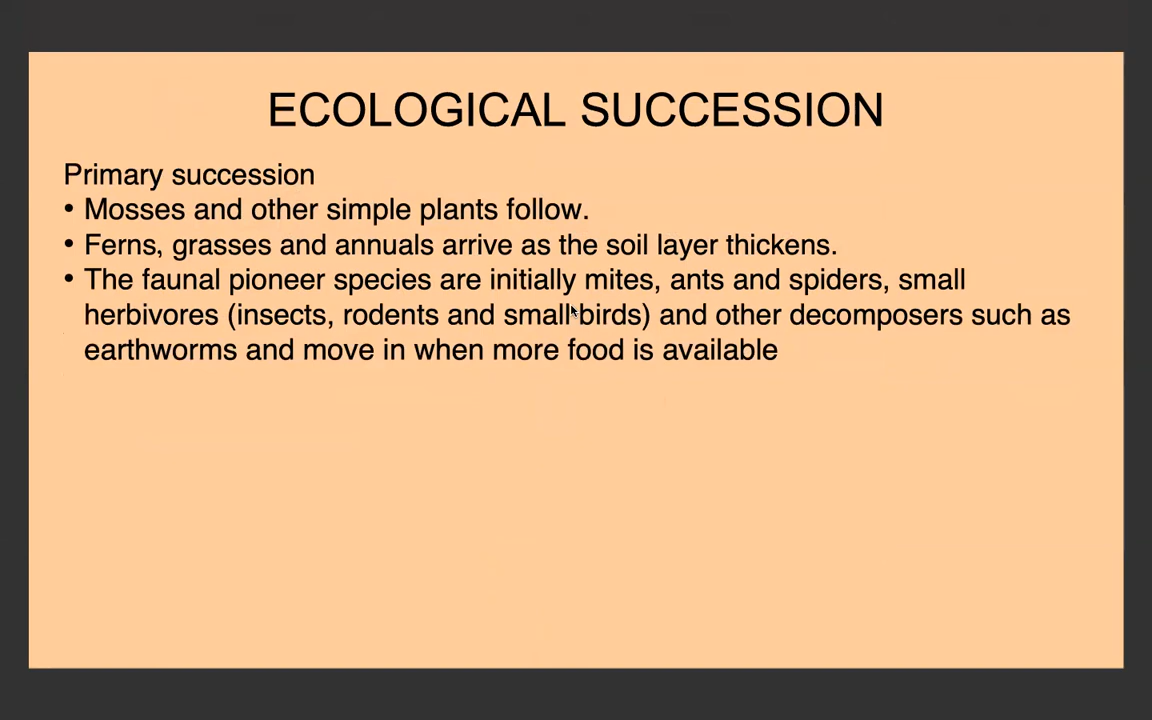 ECOLOGICAL SUCCESSION
Primary succession
• Mosses and other simple plants follow.
• Ferns, grasses and annuals arrive as the soil layer thickens.
• The faunal pioneer species are initially mites, ants and spiders, small
herbivores (insects, rodents and small birds) and other decomposers such as
earthworms and move in when more food is available